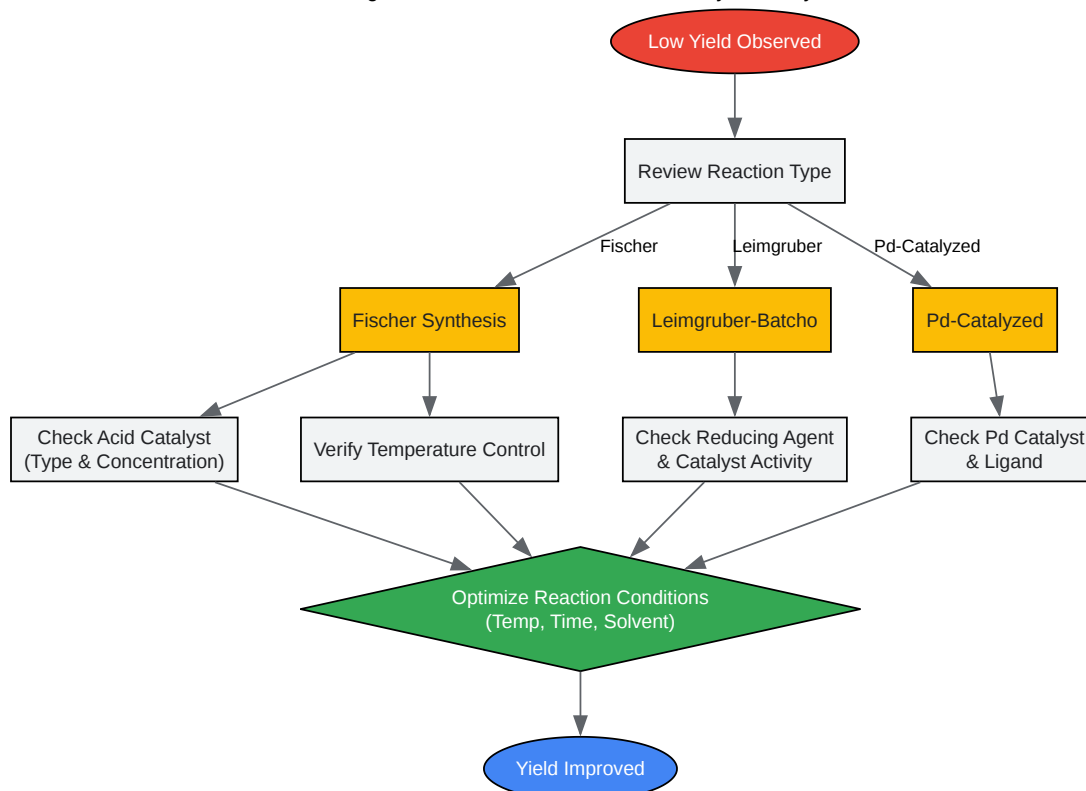 Low Yield Observed
Review Reaction Type
Fischer
Leimgruber
Pd-Catalyzed
Fischer Synthesis
Leimgruber-Batcho
Pd-Catalyzed
Check Acid Catalyst
(Type & Concentration)
Verify Temperature Control
Check Reducing Agent
& Catalyst Activity
Check Pd Catalyst
& Ligand
Optimize Reaction Conditions
(Temp, Time, Solvent)
Yield Improved